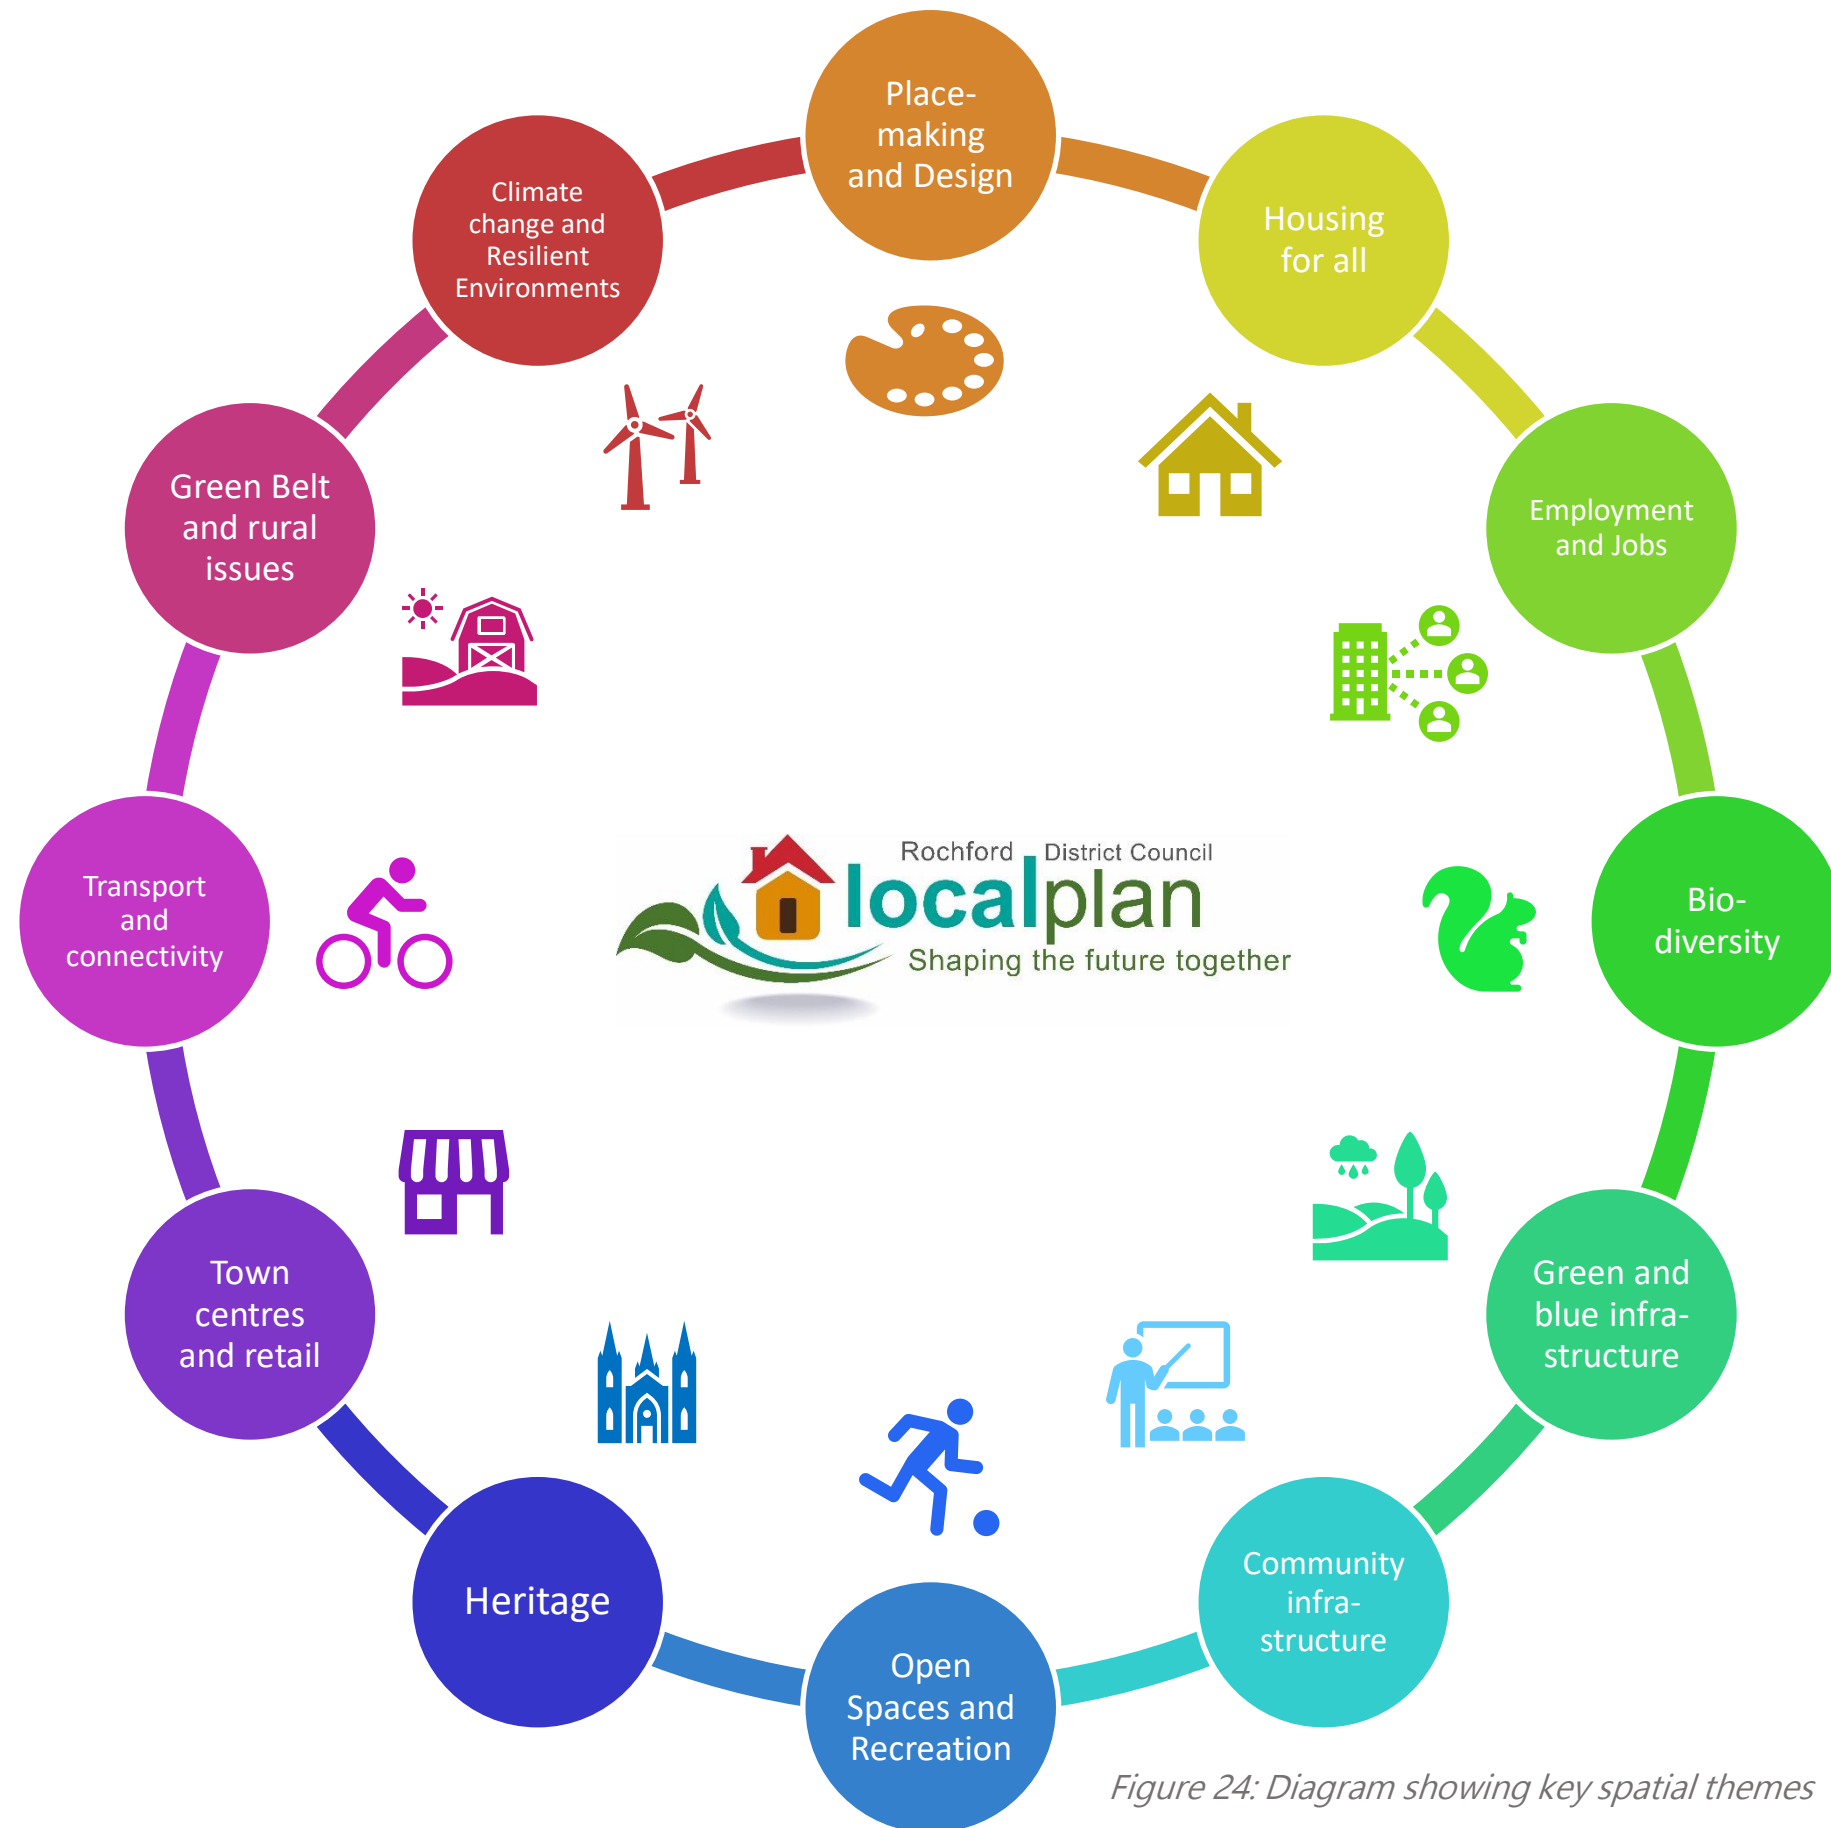 Place-
making
and Design
Housing
for all
Employment
and Jobs
Bio-
diversity
Green and
blue infra-
structure
Community
infra-
structure
Open
Spaces and
Recreation
Heritage
Town
centres
and retail
Transport
and
connectivity
Green Belt
and rural
issues
Climate
change and
Resilient
Environments
Rochford District Council
localplan
Shaping the future together
Figure 24: Diagram showing key spatial themes